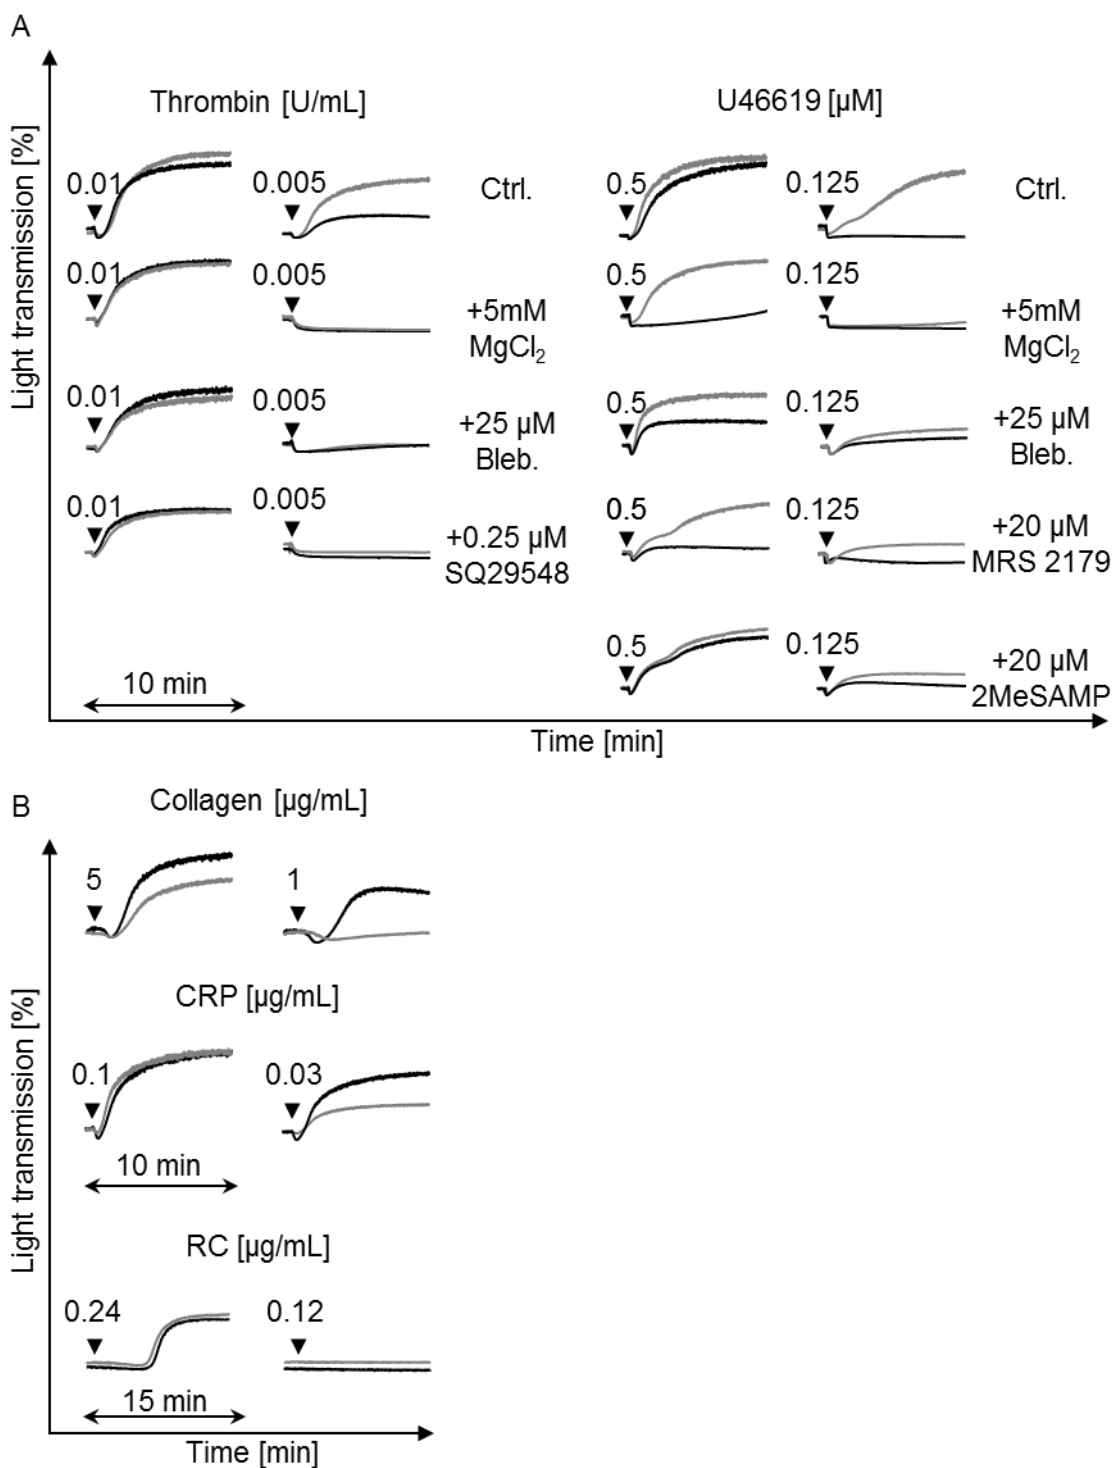 A
Thrombin [U/mL]
U46619 [µM]
Light transmission [%]
0.01
0.005
Ctrl.
0.5
0.125
Ctrl.
0.01
0.005
+5mM
MgCl₂
0.5
0.125
+5mM
MgCl₂
0.01
0.005
+25 µM
Bleb.
0.5
0.125
+25 µM
Bleb.
0.01
0.005
+0.25 µM
SQ29548
0.5
0.125
+20 µM
MRS 2179
0.5
0.125
+20 µM
2MeSAMP
10 min
Time [min]
B
Collagen [µg/mL]
Light transmission [%]
5
1
CRP [µg/mL]
0.1
0.03
10 min
RC [µg/mL]
0.24
0.12
15 min
Time [min]